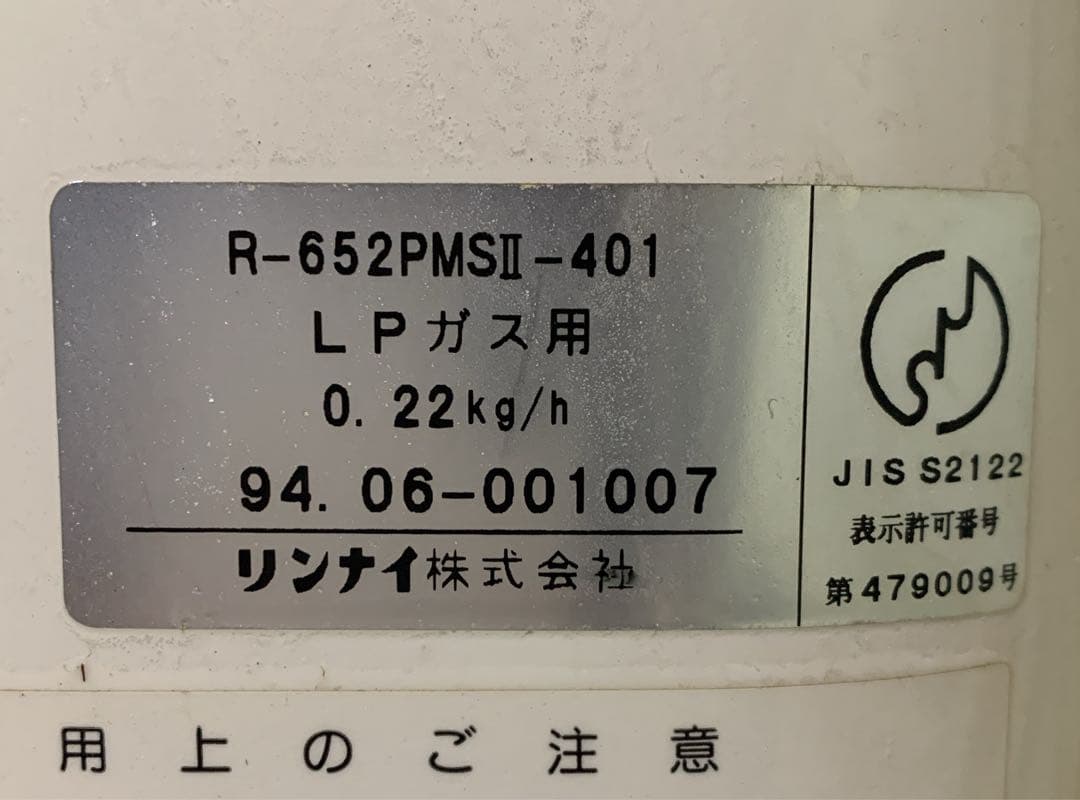 R-652PMSⅡ-401
LPガス用
0.22kg/h
94.06-001007
リンナイ株式会社
JIS S2122
表示許可番号
第479009号
用上のご注意